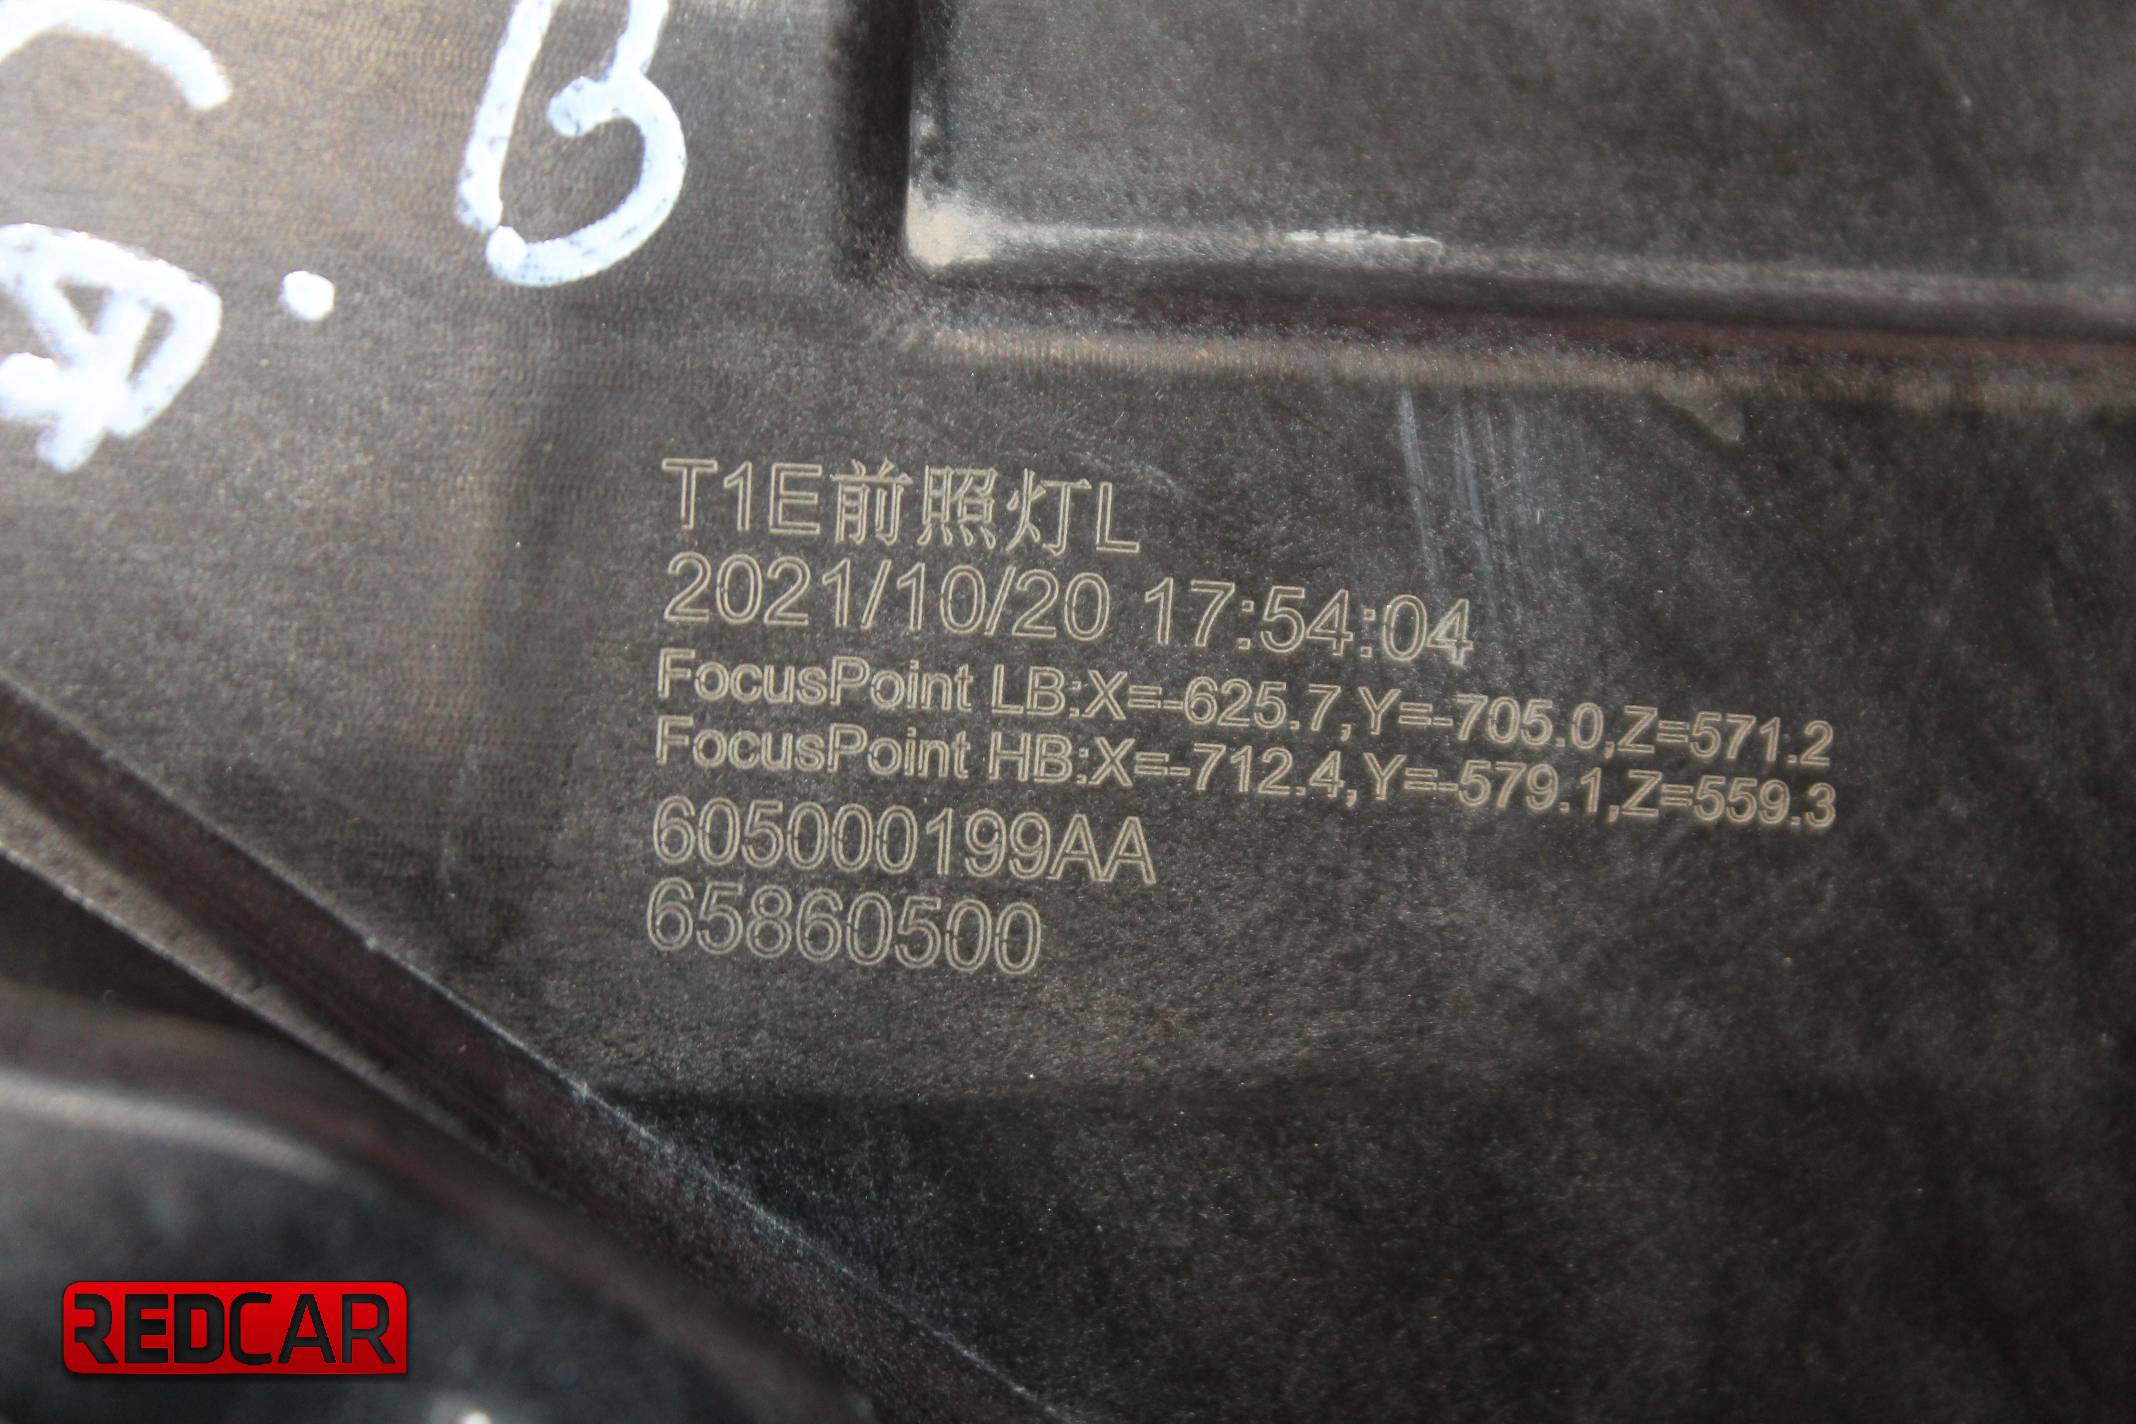 B
T1E前照灯L
2021/10/20 17:54:04
FocusPoint LB:X=-625.7,Y=-705.0,Z=571.2
FocusPoint HB:X=-712.4,Y=-579.1,Z=559.3
605000199AA
65860500
REDCAR